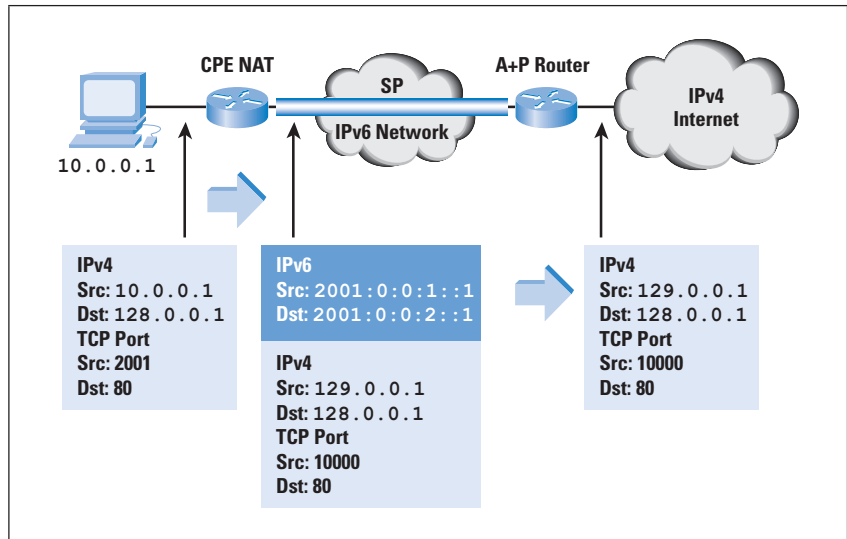 CPE NAT
SP
IPv6 Network
A+P Router
IPv4
Internet
10.0.0.1
IPv4
Src: 10.0.0.1
Dst: 128.0.0.1
TCP Port
Src: 2001
Dst: 80
IPv6
Src: 2001:0:0:1::1
Dst: 2001:0:0:2::1
IPv4
Src: 129.0.0.1
Dst: 128.0.0.1
TCP Port
Src: 10000
Dst: 80
IPv4
Src: 129.0.0.1
Dst: 128.0.0.1
TCP Port
Src: 10000
Dst: 80